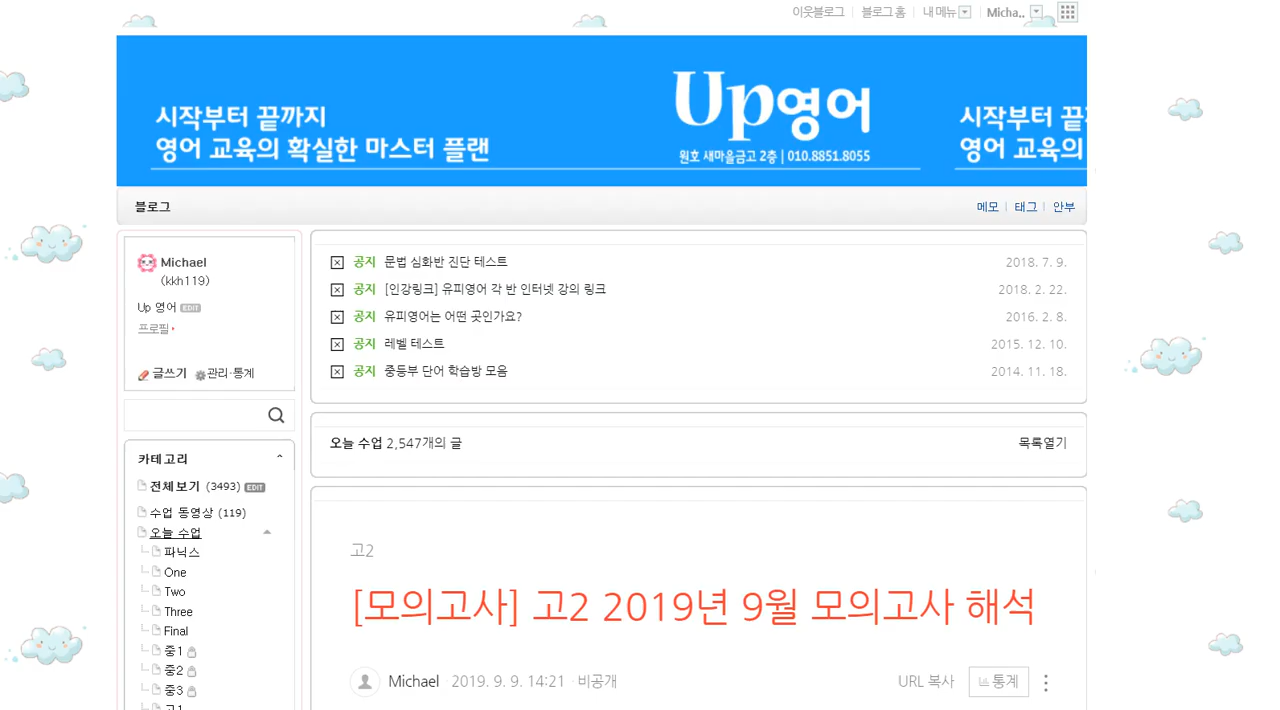 이웃블로그 블로그 홈 내 메뉴 Micha..
시작부터 끝까지
영어 교육의 확실한 마스터 플랜
Up영어
원호 새마을금고 2층 | 010.8851.8055
시작부터 끝
영어 교육의
블로그 메모 태그 안부
Michael
(kkh119)
Up 영어 EDIT
프로필
글쓰기 관리·통계
카테고리
전체보기 (3493) EDIT
수업 동영상 (119)
오늘 수업
파닉스
One
Two
Three
Final
중1
중2
중3
고1
공지 문법 심화반 진단 테스트 2018. 7. 9.
공지 [인강링크] 유피영어 각 반 인터넷 강의 링크 2018. 2. 22.
공지 유피영어는 어떤 곳인가요? 2016. 2. 8.
공지 레벨 테스트 2015. 12. 10.
공지 중등부 단어 학습방 모음 2014. 11. 18.
오늘 수업 2,547개의 글 목록열기
고2
[모의고사] 고2 2019년 9월 모의고사 해석
Michael 2019. 9. 9. 14:21 · 비공개 URL 복사 통계